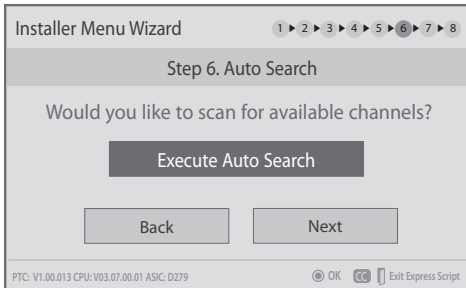 Installer Menu Wizard 1 ▶ 2 ▶ 3 ▶ 4 ▶ 5 ▶ 6 ▶ 7 ▶ 8
Step 6. Auto Search
Would you like to scan for available channels?
Execute Auto Search
Back Next
PTC: V1.00.013 CPU: V03.07.00.01 ASIC: D279 OK CC Exit Express Script